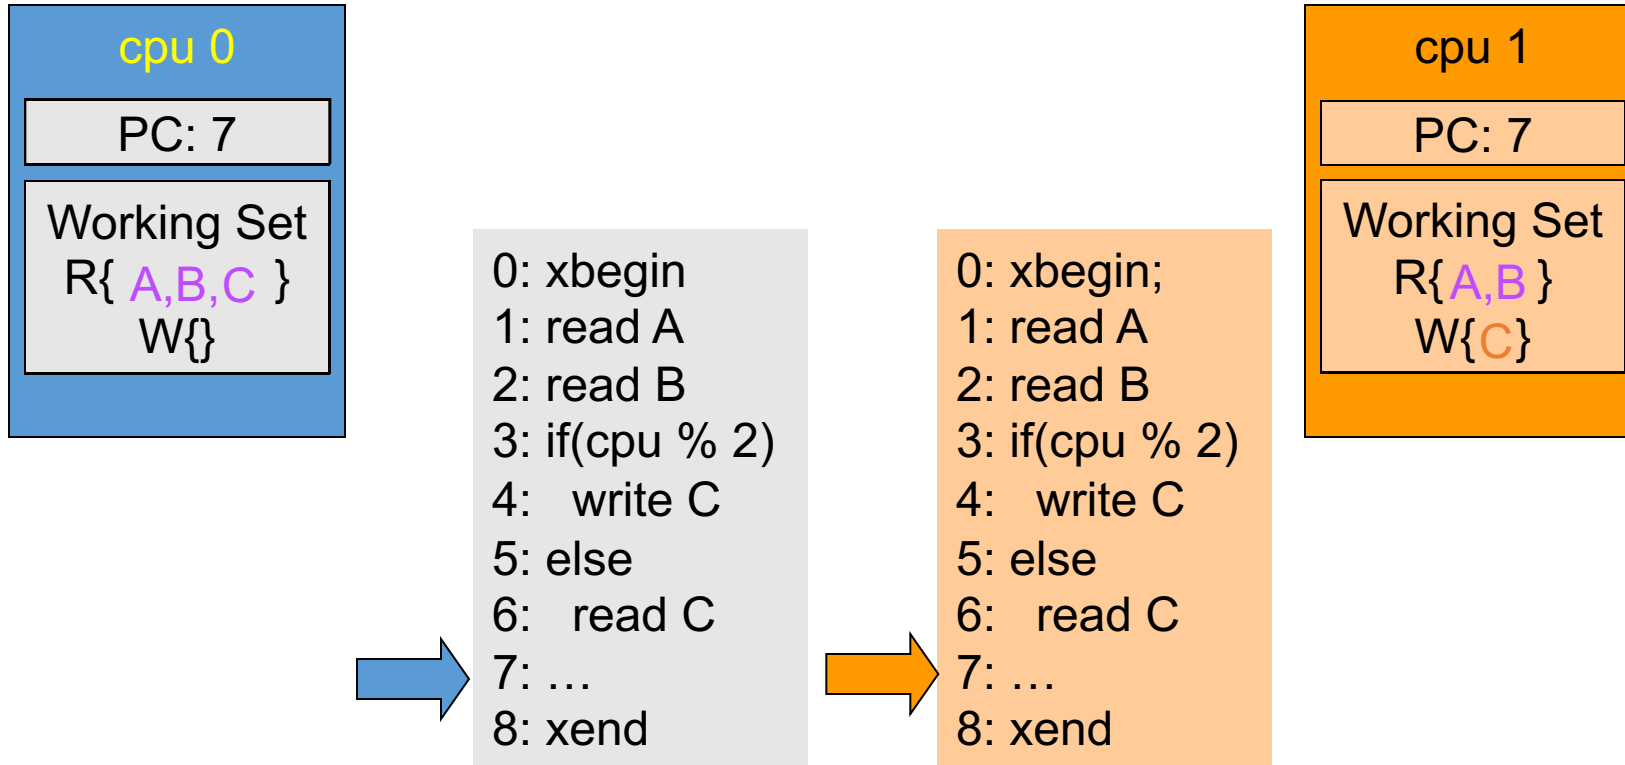 cpu 0
PC: 7
Working Set
R{ A,B,C }
W{}
0: xbegin
1: read A
2: read B
3: if(cpu % 2)
4: write C
5: else
6: read C
7: …
8: xend
0: xbegin;
1: read A
2: read B
3: if(cpu % 2)
4: write C
5: else
6: read C
7: …
8: xend
cpu 1
PC: 7
Working Set
R{A,B }
W{C}